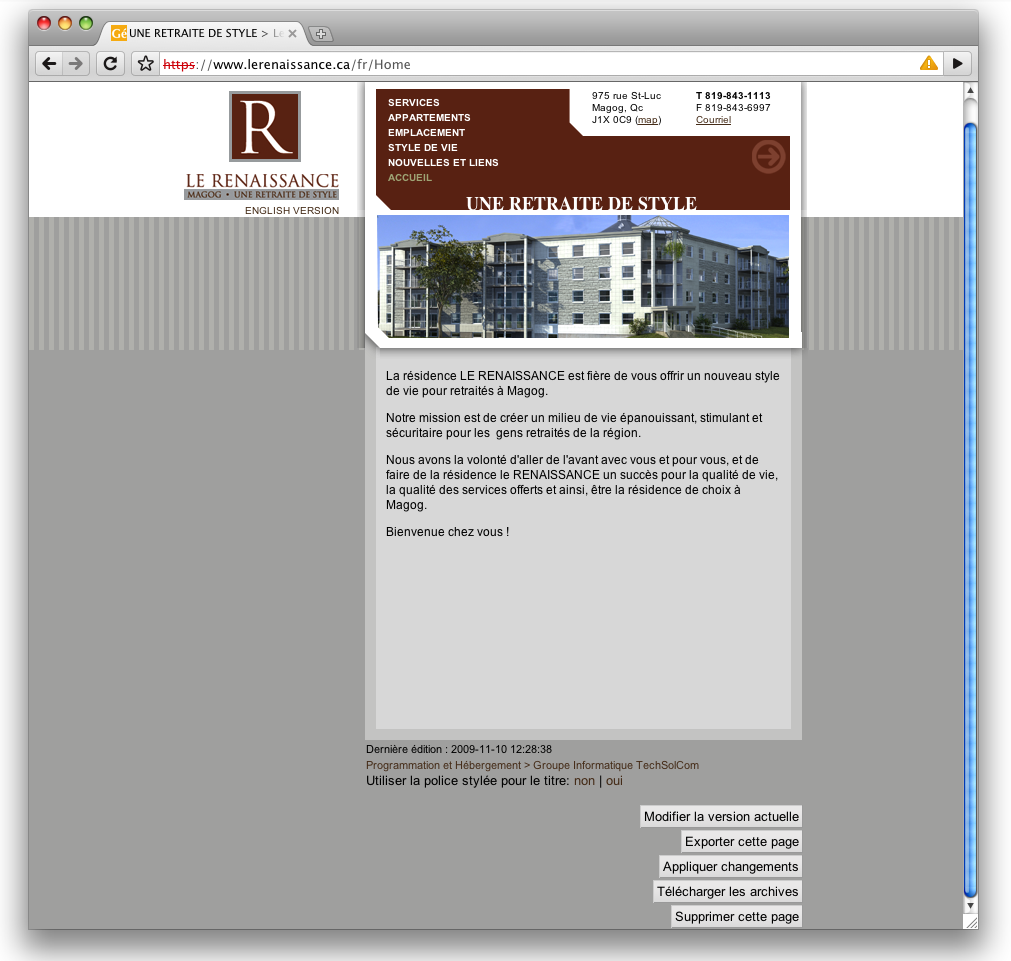 Gé UNE RETRAITE DE STYLE > Le
https://www.lerenaissance.ca/fr/Home
R
LE RENAISSANCE
MAGOG • UNE RETRAITE DE STYLE
ENGLISH VERSION
SERVICES
APPARTEMENTS
EMPLACEMENT
STYLE DE VIE
NOUVELLES ET LIENS
ACCUEIL
975 rue St-Luc
Magog, Qc
J1X 0C9 (map)
T 819-843-1113
F 819-843-6997
Courriel
UNE RETRAITE DE STYLE
La résidence LE RENAISSANCE est fière de vous offrir un nouveau style
de vie pour retraités à Magog.
Notre mission est de créer un milieu de vie épanouissant, stimulant et
sécuritaire pour les  gens retraités de la région.
Nous avons la volonté d'aller de l'avant avec vous et pour vous, et de
faire de la résidence le RENAISSANCE un succès pour la qualité de vie,
la qualité des services offerts et ainsi, être la résidence de choix à
Magog.
Bienvenue chez vous !
Dernière édition : 2009-11-10 12:28:38
Programmation et Hébergement > Groupe Informatique TechSolCom
Utiliser la police stylée pour le titre: non | oui
Modifier la version actuelle
Exporter cette page
Appliquer changements
Télécharger les archives
Supprimer cette page